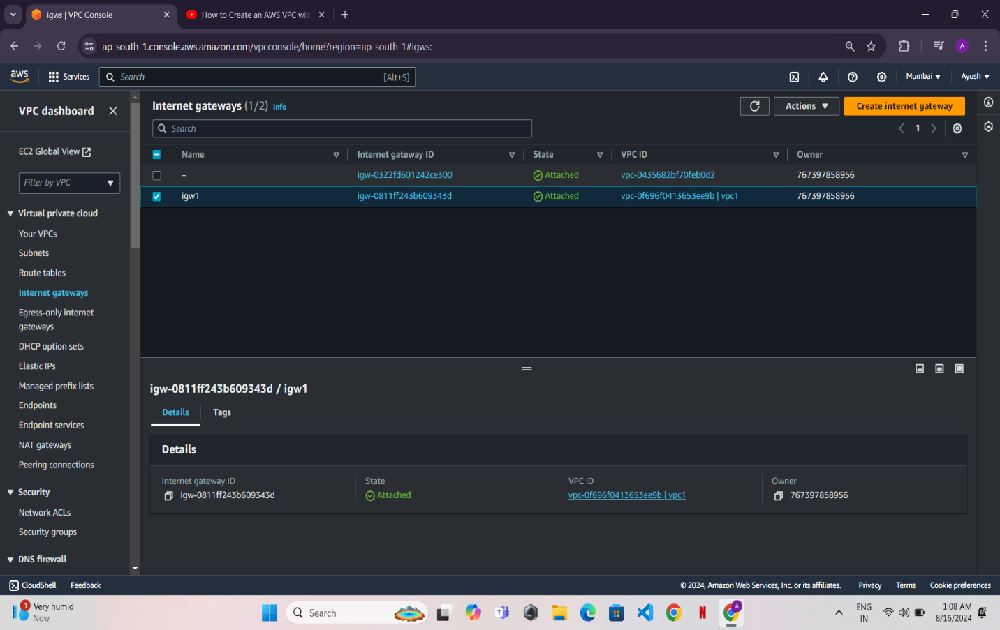 igws | VPC Console
How to Create an AWS VPC with
ap-south-1.console.aws.amazon.com/vpcconsole/home?region=ap-south-1#igws:
A
aws
Services
Search
[Alt+S]
Mumbai
Ayush
VPC dashboard
EC2 Global View
Filter by VPC
Virtual private cloud
Your VPCs
Subnets
Route tables
Internet gateways
Egress-only internet
gateways
DHCP option sets
Elastic IPs
Managed prefix lists
Endpoints
Endpoint services
NAT gateways
Peering connections
Security
Network ACLs
Security groups
DNS firewall
Internet gateways (1/2) Info
Actions
Create internet gateway
Search
1
Name Internet gateway ID State VPC ID Owner
– igw-0322fd601242ce300 Attached vpc-0435682bf70feb0d2 767397858956
igw1 igw-0811ff243b609343d Attached vpc-0f696f0413653ee9b | vpc1 767397858956
igw-0811ff243b609343d / igw1
Details Tags
Details
Internet gateway ID State VPC ID Owner
igw-0811ff243b609343d Attached vpc-0f696f0413653ee9b | vpc1 767397858956
CloudShell Feedback © 2024, Amazon Web Services, Inc. or its affiliates. Privacy Terms Cookie preferences
1
Very humid
Now
Search
N
A
ENG
IN
1:08 AM
8/16/2024